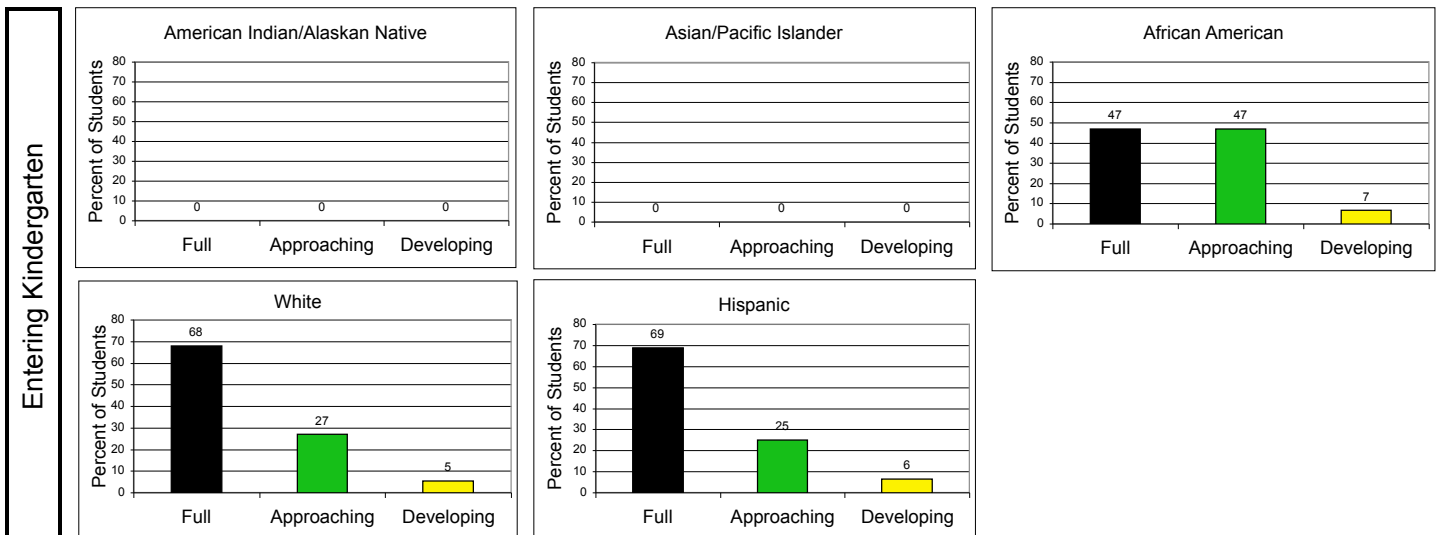 Entering Kindergarten
American Indian/Alaskan Native
Percent of Students
80
70
60
50
40
30
20
10
0
0 0 0
Full Approaching Developing
Asian/Pacific Islander
Percent of Students
80
70
60
50
40
30
20
10
0
0 0 0
Full Approaching Developing
African American
Percent of Students
80
70
60
50
40
30
20
10
0
47 47 7
Full Approaching Developing
White
Percent of Students
80
70
60
50
40
30
20
10
0
68 27 5
Full Approaching Developing
Hispanic
Percent of Students
80
70
60
50
40
30
20
10
0
69 25 6
Full Approaching Developing